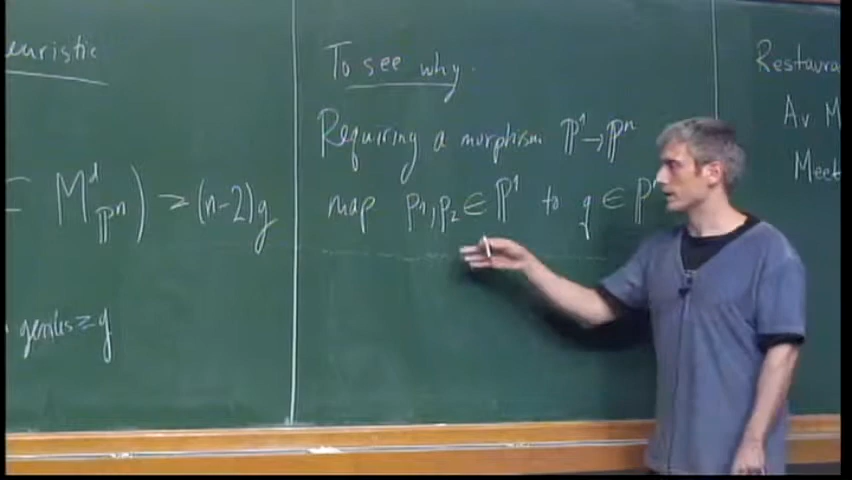 euristic
M^d_{ℙ^n}) ≥ (n-2)g
genus ≥ g
To see why.
Requiring a morphism ℙ^1 → ℙ^n
map p_1, p_2 ∈ ℙ^1 to q ∈ ℙ
Restaura
Av M
Meet